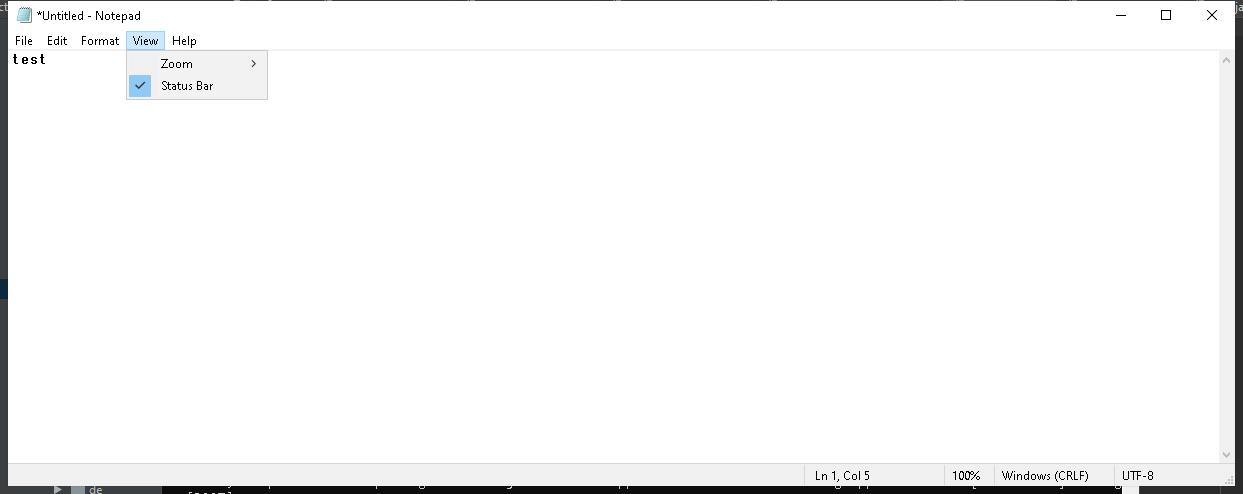 *Untitled - Notepad
File Edit Format View Help
test
Zoom
Status Bar
Ln 1, Col 5 100% Windows (CRLF) UTF-8
de